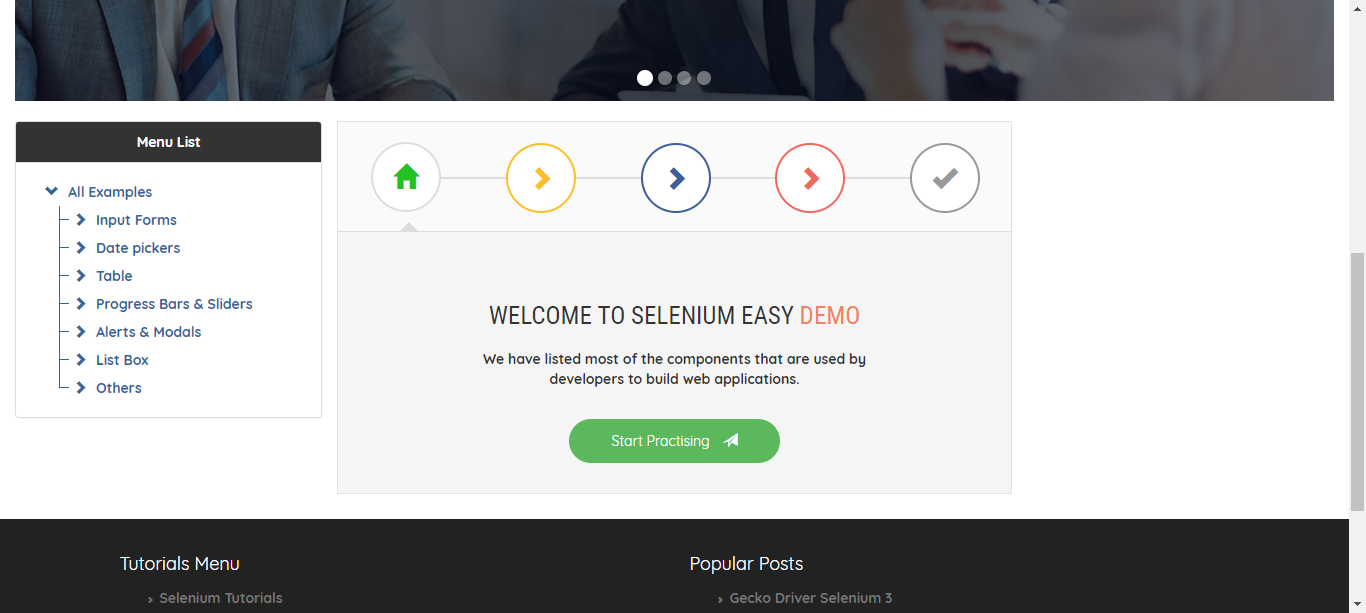 Menu List
All Examples
Input Forms
Date pickers
Table
Progress Bars & Sliders
Alerts & Modals
List Box
Others
WELCOME TO SELENIUM EASY DEMO
We have listed most of the components that are used by
developers to build web applications.
Start Practising
Tutorials Menu
Selenium Tutorials
Popular Posts
Gecko Driver Selenium 3